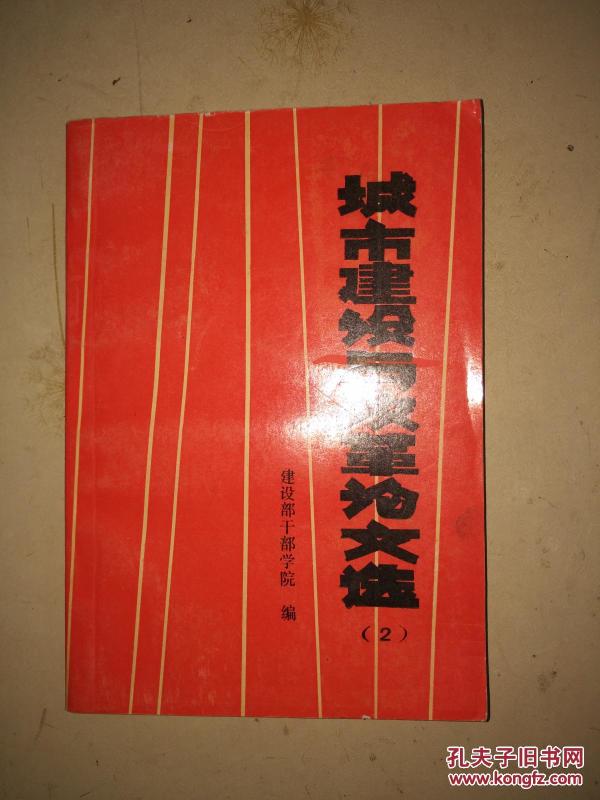 城市建设与改革论文选
（2）
建设部干部学院 编
孔夫子旧书网
www.kongfz.com